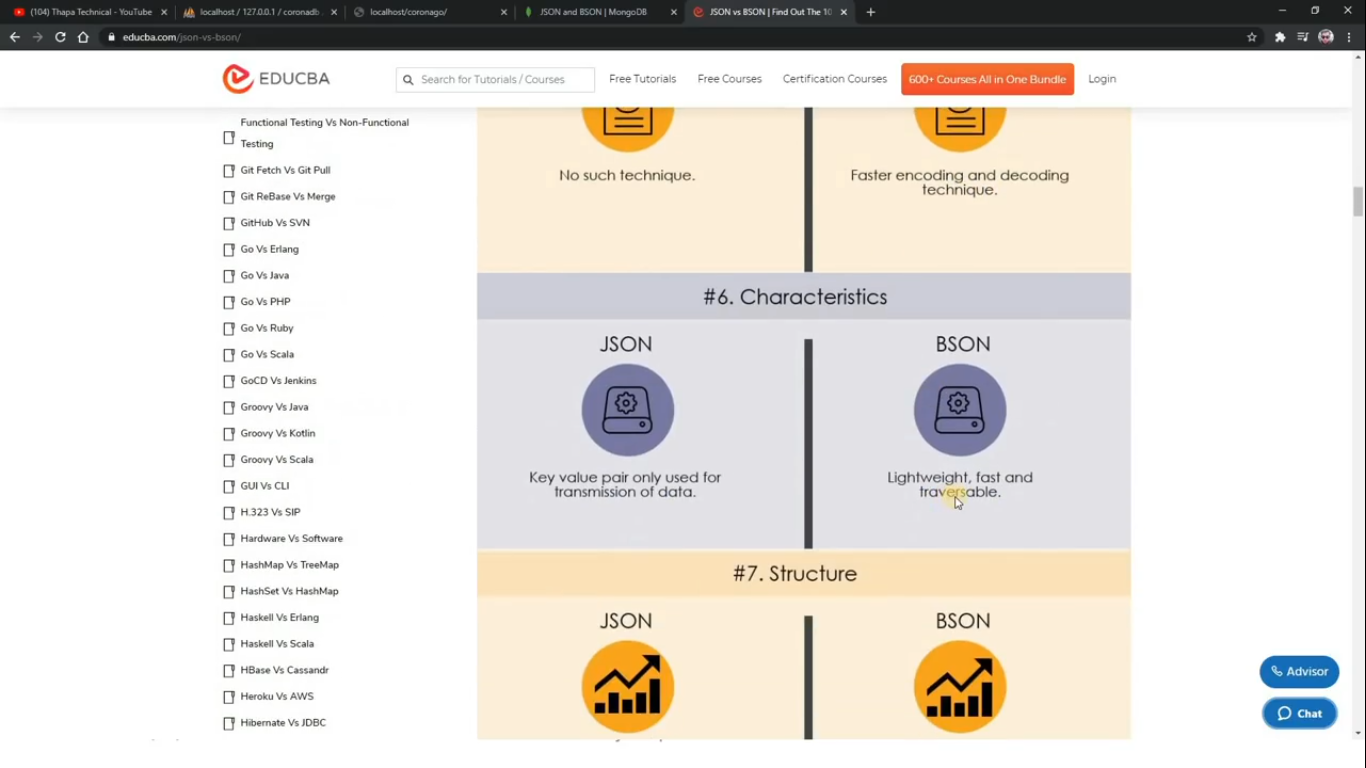 (104) Thapa Technical - YouTube
localhost / 127.0.0.1 / coronadb
localhost/coronago/
JSON and BSON | MongoDB
JSON vs BSON | Find Out The 10
educba.com/json-vs-bson/
EDUCBA
Search for Tutorials / Courses
Free Tutorials
Free Courses
Certification Courses
600+ Courses All in One Bundle
Login
Functional Testing Vs Non-Functional
Testing
Git Fetch Vs Git Pull
Git ReBase Vs Merge
GitHub Vs SVN
Go Vs Erlang
Go Vs Java
Go Vs PHP
Go Vs Ruby
Go Vs Scala
GoCD Vs Jenkins
Groovy Vs Java
Groovy Vs Kotlin
Groovy Vs Scala
GUI Vs CLI
H.323 Vs SIP
Hardware Vs Software
HashMap Vs TreeMap
HashSet Vs HashMap
Haskell Vs Erlang
Haskell Vs Scala
HBase Vs Cassandr
Heroku Vs AWS
Hibernate Vs JDBC
No such technique.
Faster encoding and decoding
technique.
#6. Characteristics
JSON
BSON
Key value pair only used for
transmission of data.
Lightweight, fast and
traversable.
#7. Structure
JSON
BSON
Advisor
Chat